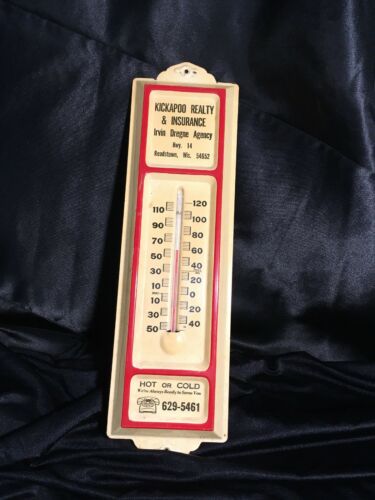 KICKAPOO REALTY
& INSURANCE
Irvin Dregne Agency
Hwy. 14
Readstown, Wis. 54652
120
110
100
90
80
70
60
50
40
30
20
10
0
10
20
30
40
50
HOT OR COLD
We're Always Ready to Serve You
629-5461